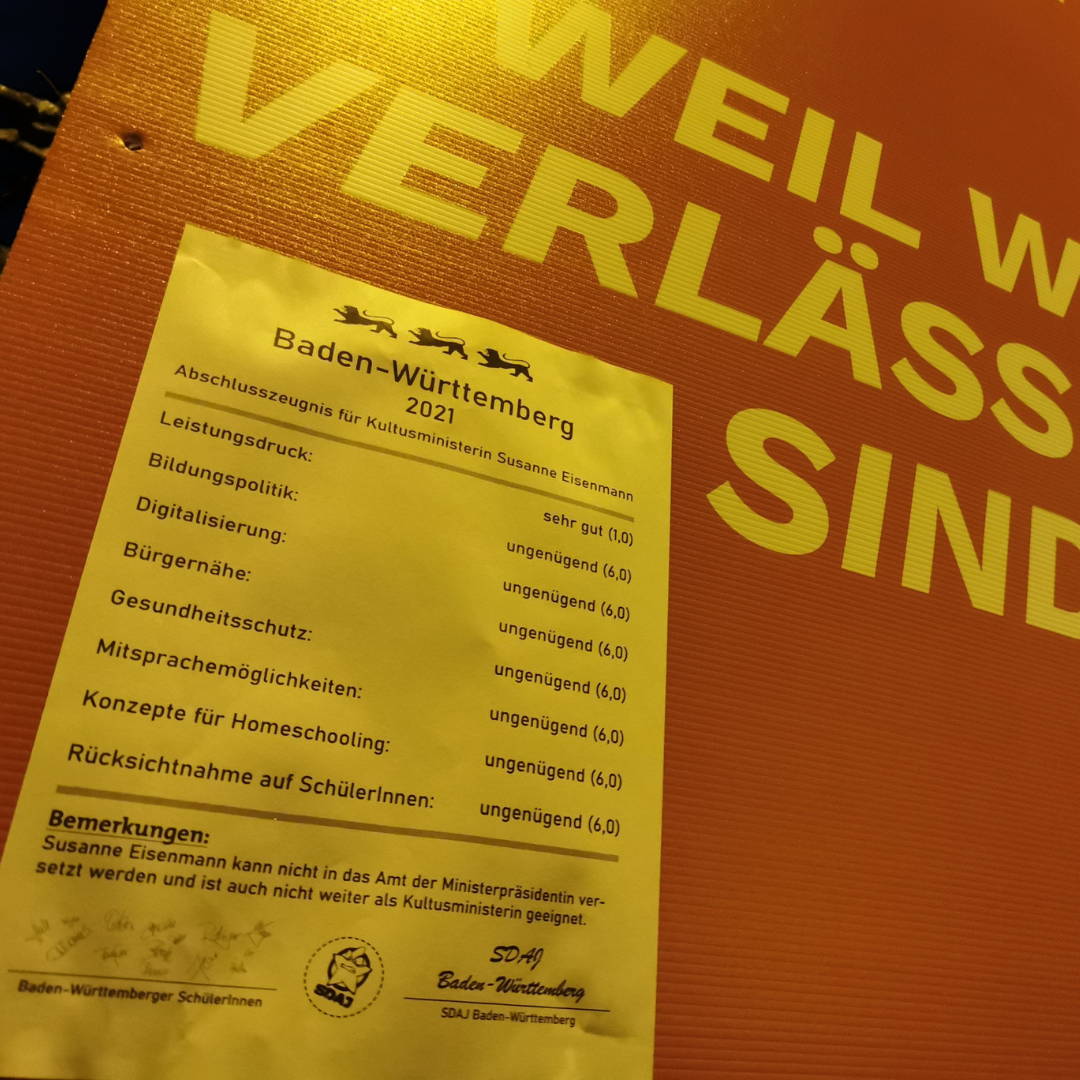 WEIL W
VERLÄSS
SIND
Baden-Württemberg
2021
Abschlusszeugnis für Kultusministerin Susanne Eisenmann
Leistungsdruck: sehr gut (1,0)
Bildungspolitik: ungenügend (6,0)
Digitalisierung: ungenügend (6,0)
Bürgernähe: ungenügend (6,0)
Gesundheitsschutz: ungenügend (6,0)
Mitsprachemöglichkeiten: ungenügend (6,0)
Konzepte für Homeschooling: ungenügend (6,0)
Rücksichtnahme auf SchülerInnen: ungenügend (6,0)
Bemerkungen:
Susanne Eisenmann kann nicht in das Amt der Ministerpräsidentin ver-
setzt werden und ist auch nicht weiter als Kultusministerin geeignet.
Baden-Württemberger SchülerInnen
SDAJ
SDAJ
Baden-Württemberg
SDAJ Baden-Württemberg